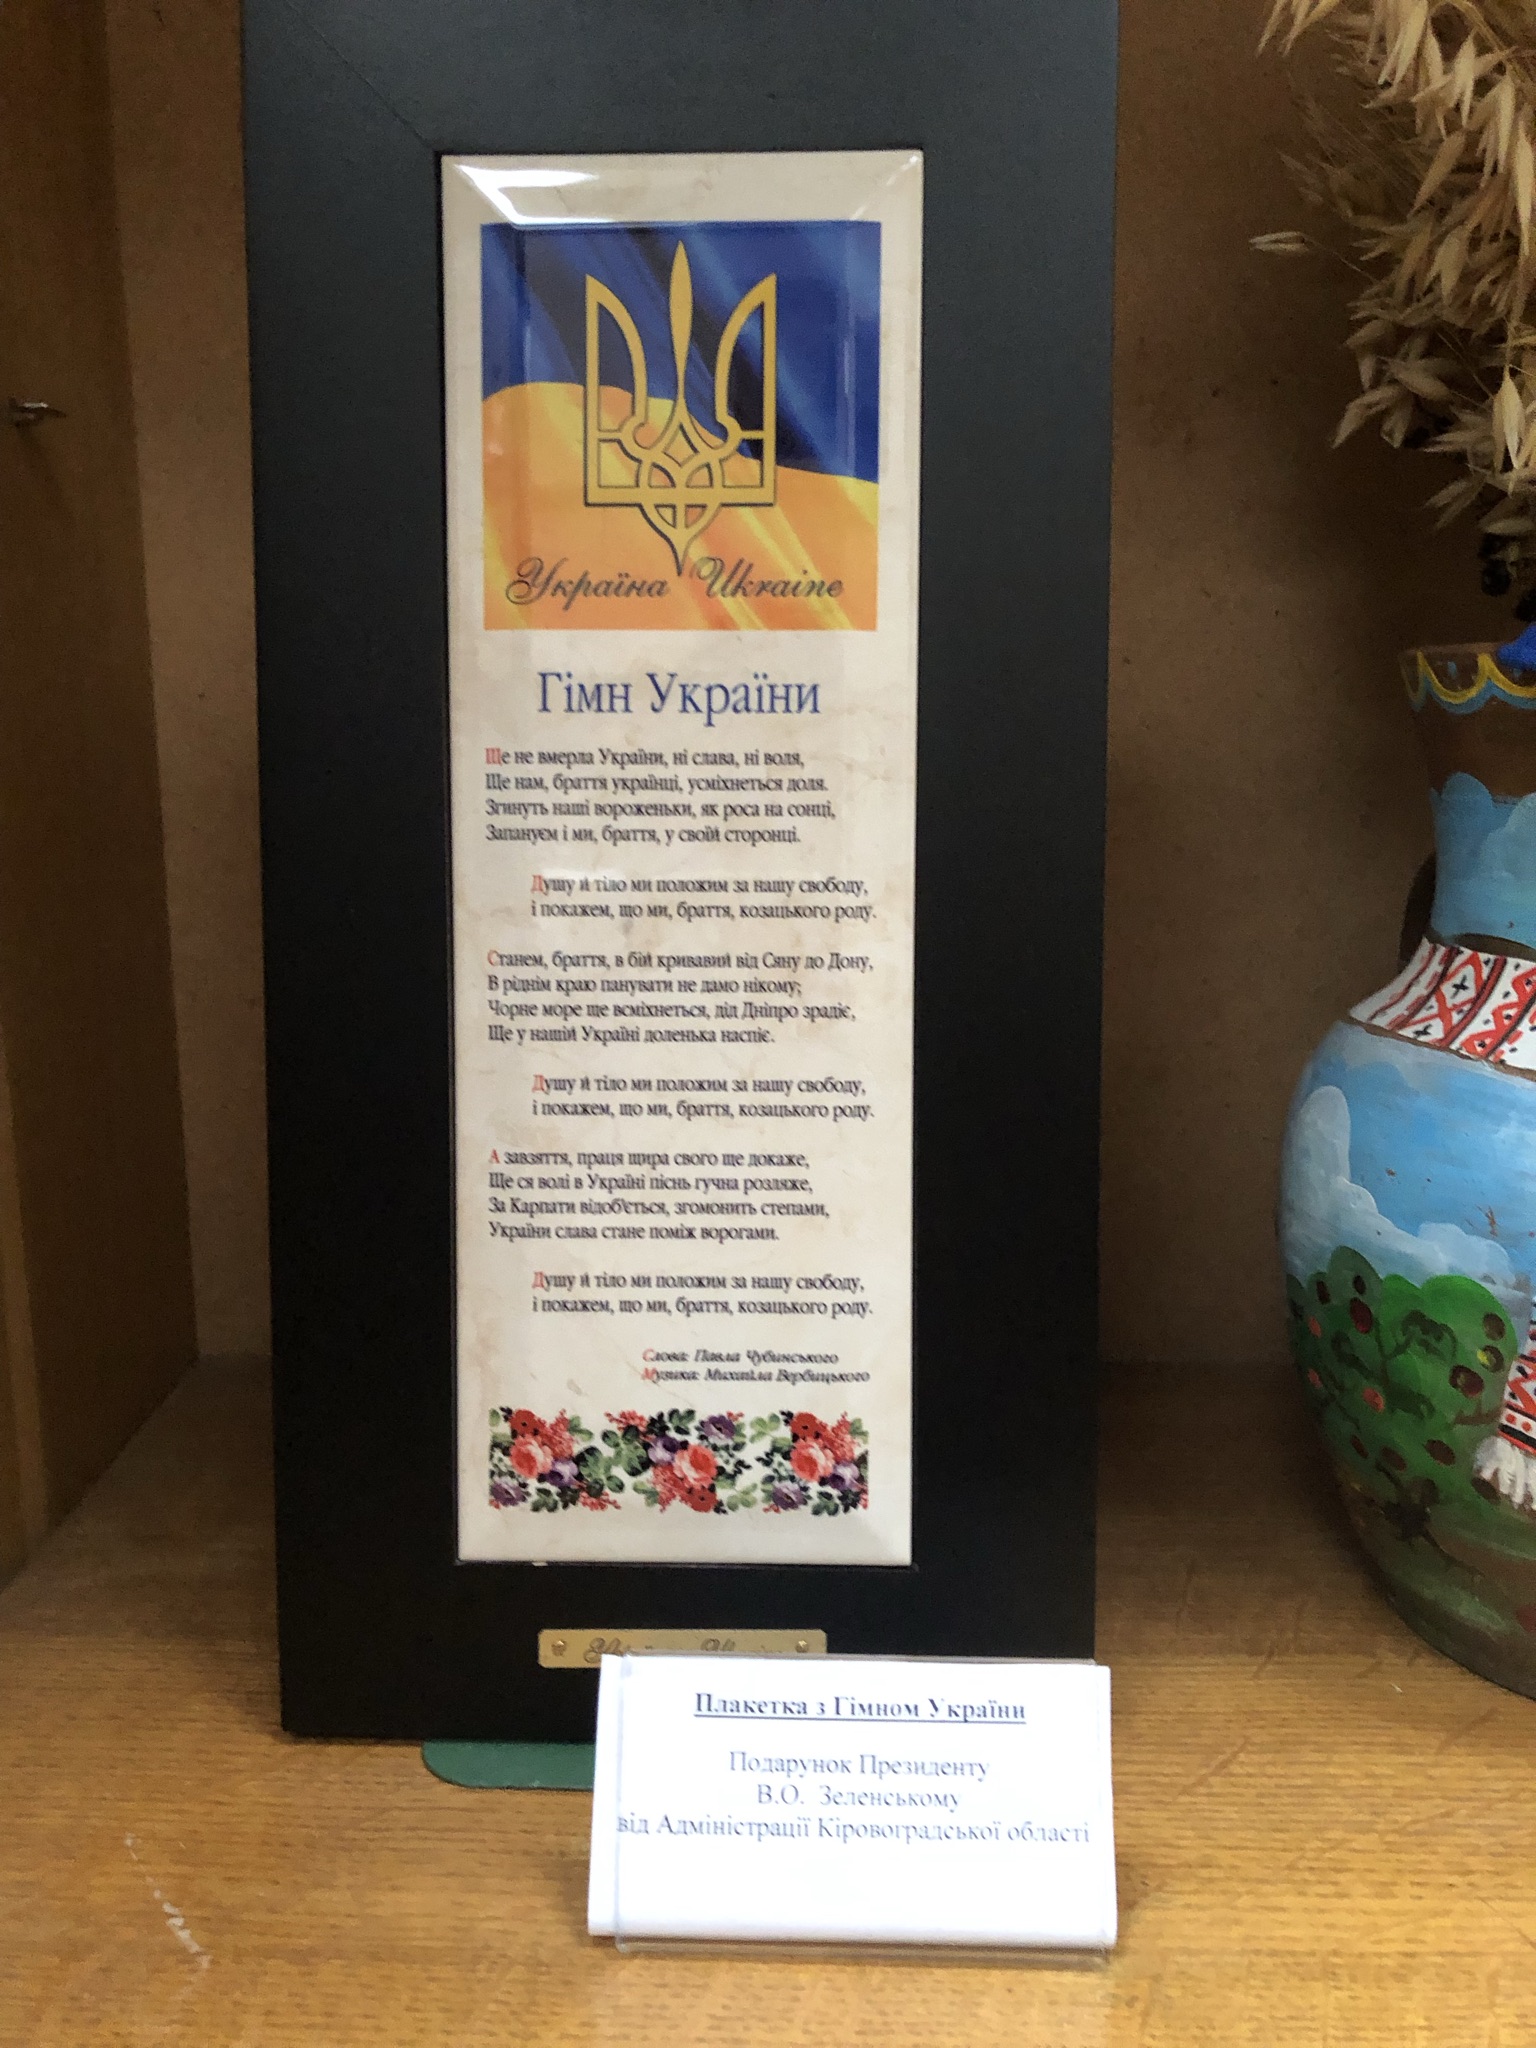 Україна Ukraine
Гімн України
Ще не вмерла України, ні слава, ні воля,
Ще нам, браття українці, усміхнеться доля.
Згинуть наші вороженьки, як роса на сонці,
Запануєм і ми, браття, у своїй сторонці.
Душу й тіло ми положим за нашу свободу,
і покажем, що ми, браття, козацького роду.
Станем, браття, в бій кривавий від Сяну до Дону,
В ріднім краю панувати не дамо нікому;
Чорне море ще всміхнеться, дід Дніпро зрадіє,
Ще у нашій Україні доленька наспіє.
Душу й тіло ми положим за нашу свободу,
і покажем, що ми, браття, козацького роду.
А завзяття, праця щира свого ще докаже,
Ще ся волі в Україні піснь гучна розляже,
За Карпати відоб'ється, згомонить степами,
України слава стане поміж ворогами.
Душу й тіло ми положим за нашу свободу,
і покажем, що ми, браття, козацького роду.
Слова: Павла Чубинського
Музика: Михайла Вербицького
Плакетка з Гімном України
Подарунок Президенту
В.О. Зеленському
від Адміністрації Кіровоградської області